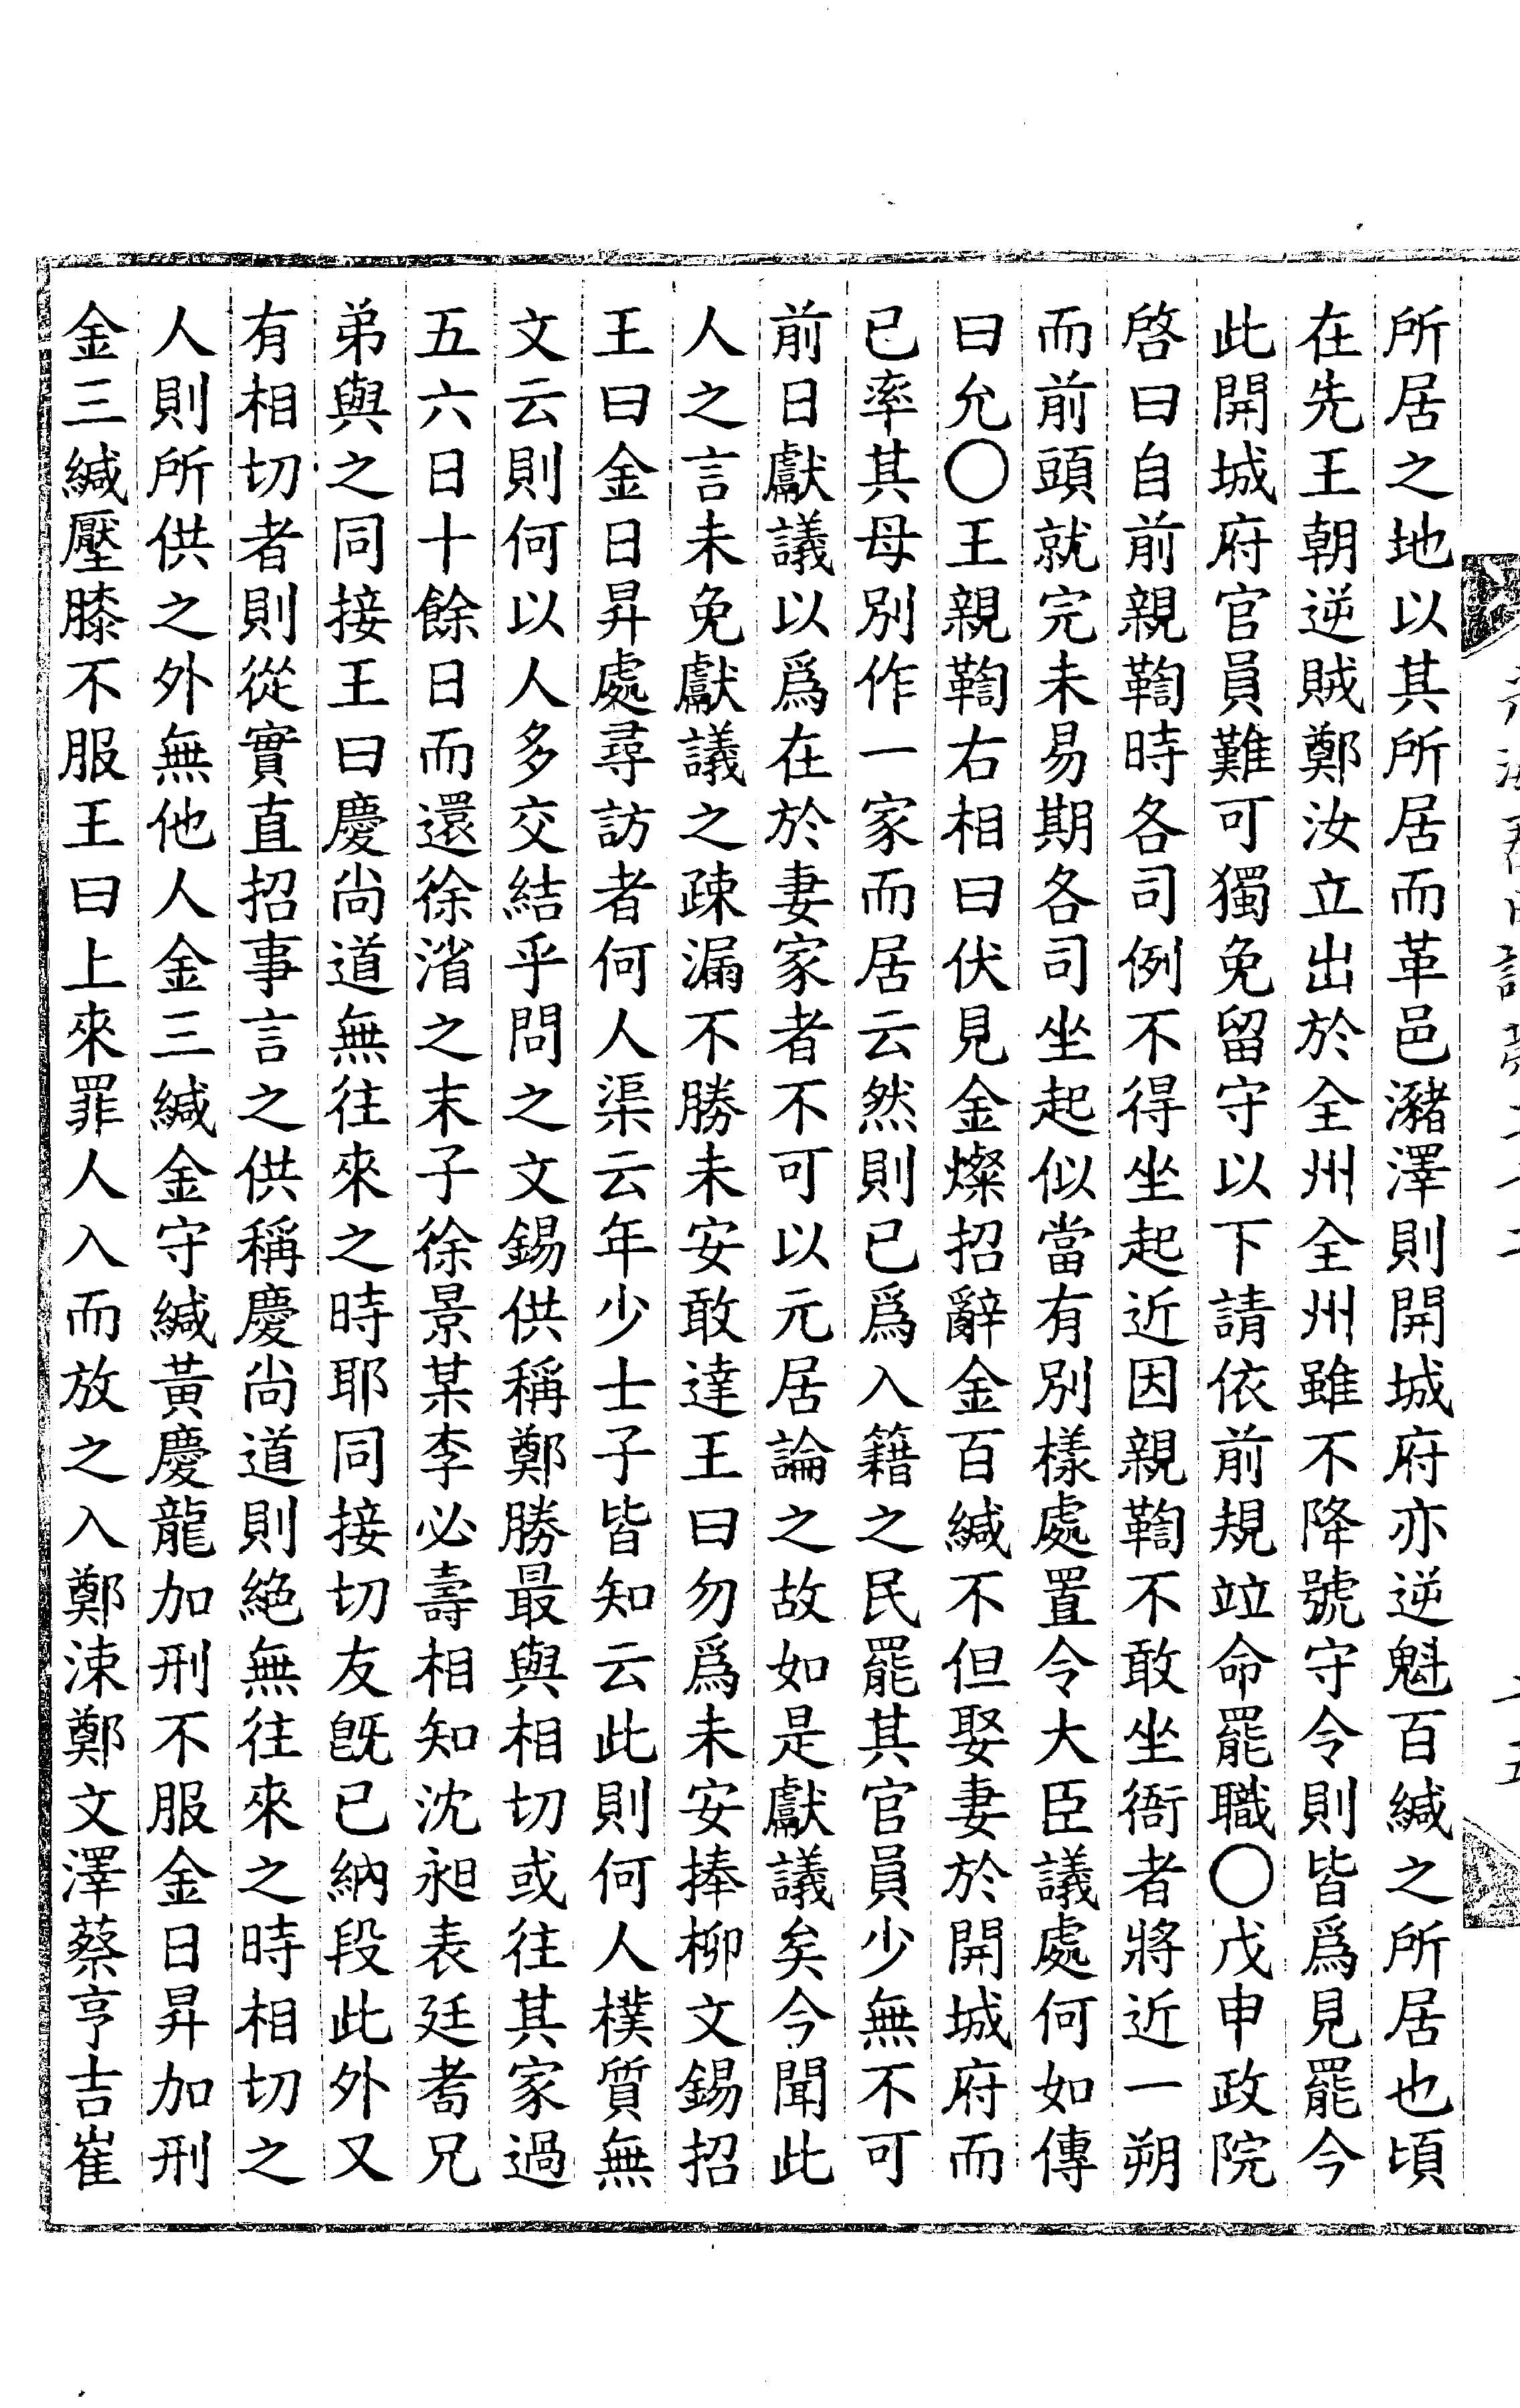 所居之地以其所居而革邑瀦澤則開城府亦逆魁百緘之所居也頃
在先王朝逆賊鄭汝立出於全州全州雖不降號守令則皆爲見罷今
此開城府官員難可獨免留守以下請依前規竝命罷職〇戊申政院
啓曰自前親鞫時各司例不得坐起近因親鞫不敢坐衙者將近一朔
而前頭就完未易期各司坐起似當有別樣處置令大臣議處何如傳
曰允〇王親鞫右相曰伏見金燦招辭金百緘不但娶妻於開城府而
已率其母別作一家而居云然則已爲入籍之民罷其官員少無不可
前日獻議以爲在於妻家者不可以元居論之故如是獻議矣今聞此
人之言未免獻議之疎漏不勝未安敢達王曰勿爲未安捧柳文錫招
王曰金日昇處尋訪者何人渠云年少士子皆知云此則何人樸質無
文云則何以人多交結乎問之文錫供稱鄭勝最與相切或往其家過
五六日十餘日而還徐渻之末子徐景某李必壽相知沈昶表廷耉兄
弟與之同接王曰慶尙道無往來之時耶同接切友旣已納段此外又
有相切者則從實直招事言之供稱慶尙道則絶無往來之時相切之
人則所供之外無他人金三緘金守緘黃慶龍加刑不服金日昇加刑
金三緘壓膝不服王曰上來罪人入而放之入鄭涑鄭文澤蔡亨吉崔